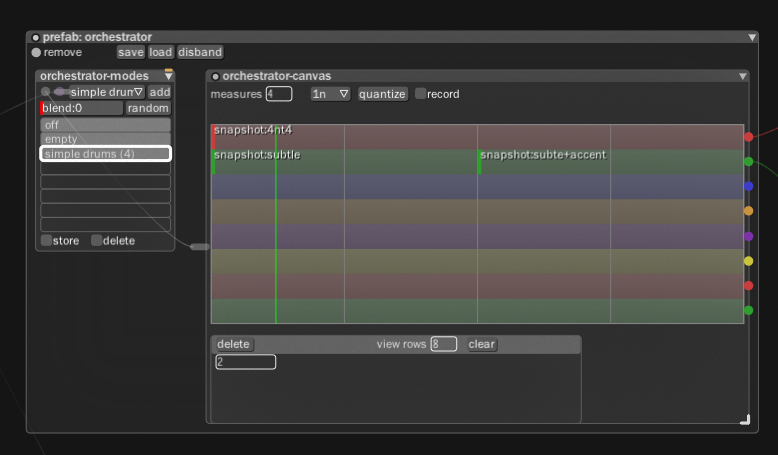 prefab: orchestrator
remove save load disband
orchestrator-modes
simple drum add
blend:0 random
off
empty
simple drums (4)
store delete
orchestrator-canvas
measures 4 1n quantize record
snapshot:4nt4
snapshot:subtle snapshot:subte+accent
delete view rows 8 clear
2